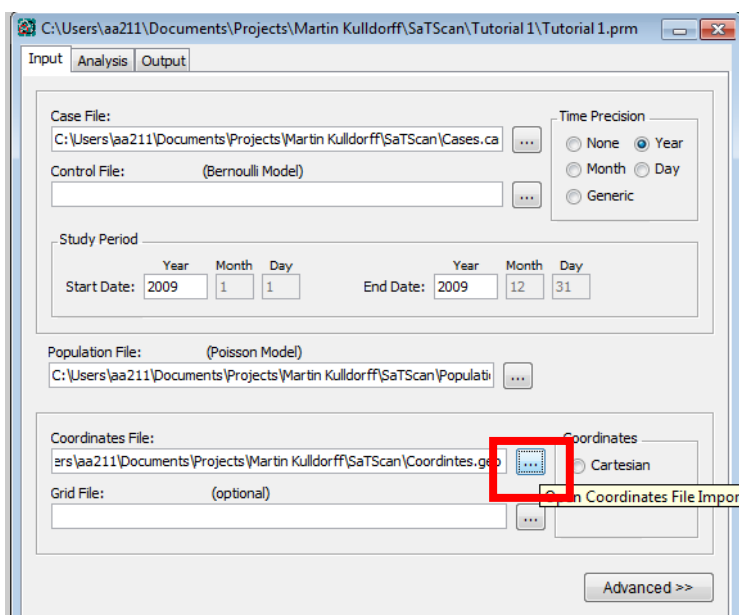 C:\Users\aa211\Documents\Projects\Martin Kulldorff\SaTScan\Tutorial 1\Tutorial 1.prm
Input Analysis Output
Case File:
C:\Users\aa211\Documents\Projects\Martin Kulldorff\SaTScan\Cases.ca
...
Control File: (Bernoulli Model)
...
Time Precision
None Year
Month Day
Generic
Study Period
Year Month Day Year Month Day
Start Date: 2009 1 1 End Date: 2009 12 31
Population File: (Poisson Model)
C:\Users\aa211\Documents\Projects\Martin Kulldorff\SaTScan\Populati
...
Coordinates File:
ers\aa211\Documents\Projects\Martin Kulldorff\SaTScan\Coordintes.geo
...
Grid File: (optional)
...
Coordinates
Cartesian
Open Coordinates File Impor
Advanced >>